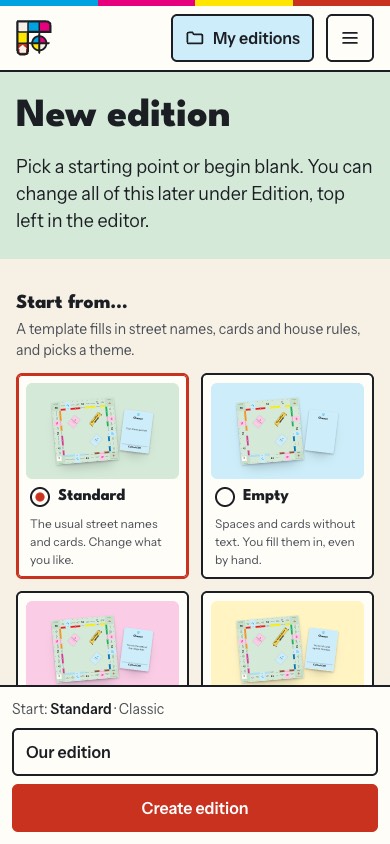 My editions
New edition
Pick a starting point or begin blank. You can
change all of this later under Edition, top
left in the editor.
Start from...
A template fills in street names, cards and house rules,
and picks a theme.
Standard
The usual street names
and cards. Change what
you like.
Empty
Spaces and cards without
text. You fill them in, even
by hand.
Start: Standard · Classic
Our edition
Create edition